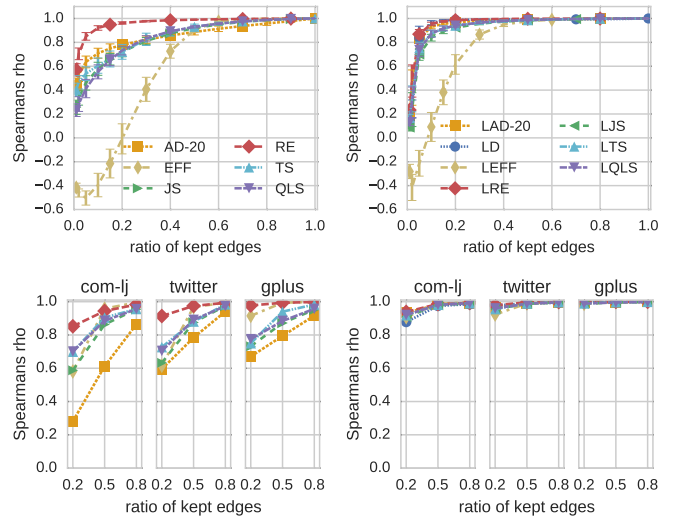 1.0
0.8
0.6
0.4
0.2
0.0
−0.2
−0.4
−0.6
Spearmans rho
AD-20
EFF
JS
RE
TS
QLS
0.0 0.2 0.4 0.6 0.8 1.0
ratio of kept edges
1.0
0.8
0.6
0.4
0.2
0.0
−0.2
−0.4
−0.6
Spearmans rho
LAD-20
LD
LEFF
LRE
LJS
LTS
LQLS
0.0 0.2 0.4 0.6 0.8 1.0
ratio of kept edges
com-lj twitter gplus
1.0
0.8
0.6
0.4
0.2
0.0
Spearmans rho
0.2 0.5 0.8 0.2 0.5 0.8 0.2 0.5 0.8
ratio of kept edges
com-lj twitter gplus
1.0
0.8
0.6
0.4
0.2
0.0
Spearmans rho
0.2 0.5 0.8 0.2 0.5 0.8 0.2 0.5 0.8
ratio of kept edges